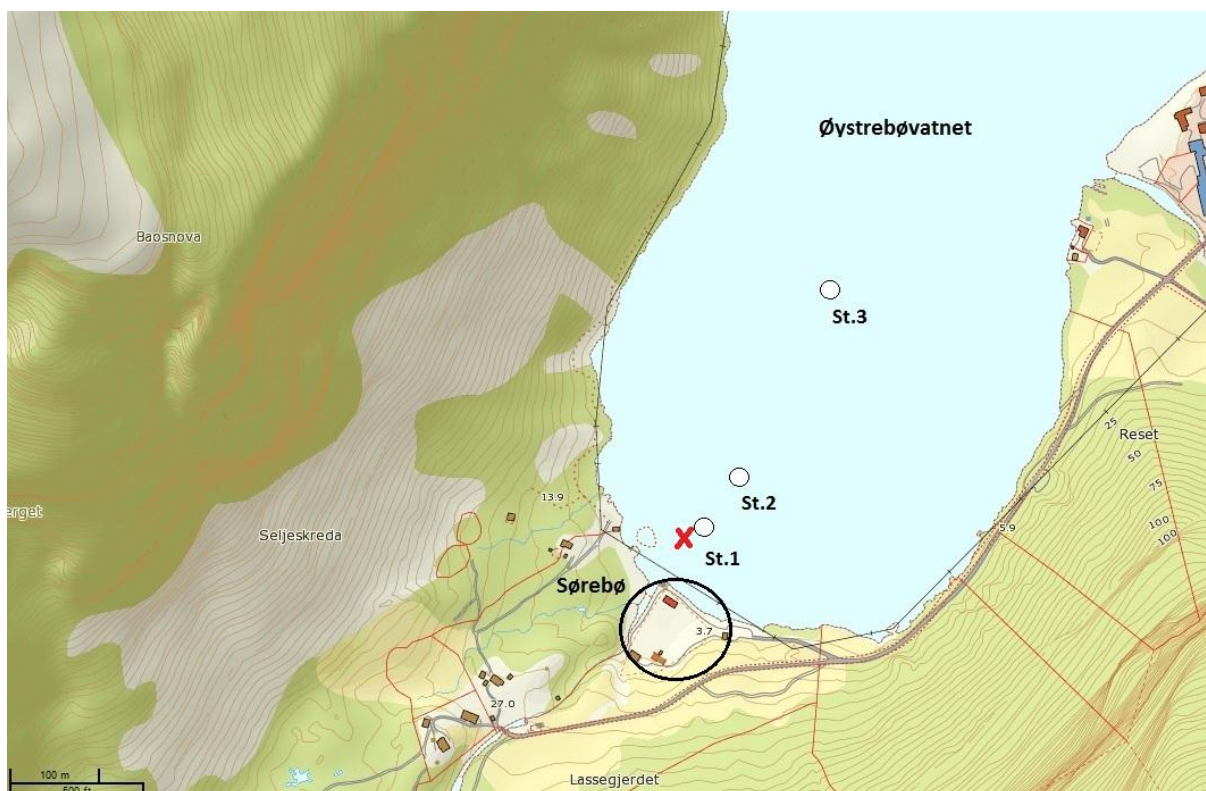 Øystrebøvatnet
Baosnova
St.3
Reset
25
50
75
100
100
St.2
13.9
5.9
erget
Seljeskreda
St.1
Sørebø
3.7
27.0
Lassegjerdet
100 m
500 ft